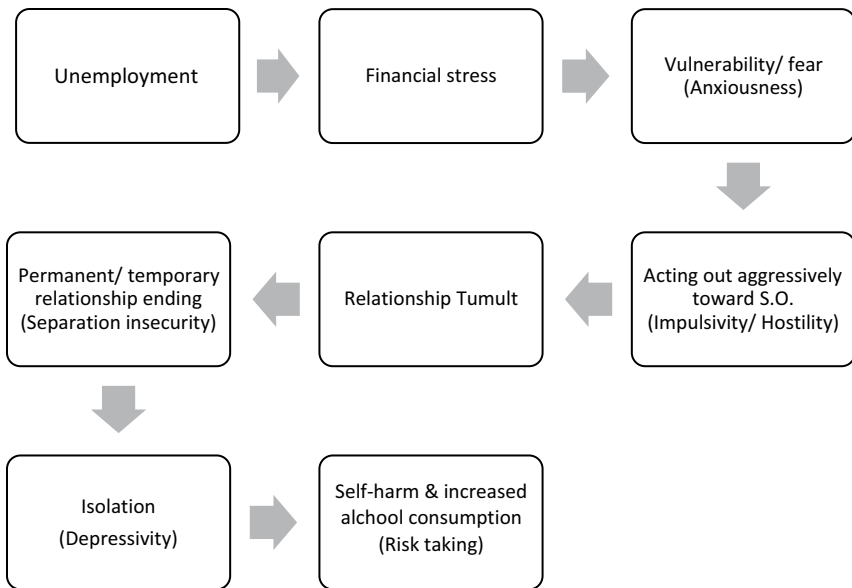 Unemployment
Financial stress
Vulnerability/ fear
(Anxiousness)
Acting out aggressively
toward S.O.
(Impulsivity/ Hostility)
Relationship Tumult
Permanent/ temporary
relationship ending
(Separation insecurity)
Isolation
(Depressivity)
Self-harm & increased
alchool consumption
(Risk taking)